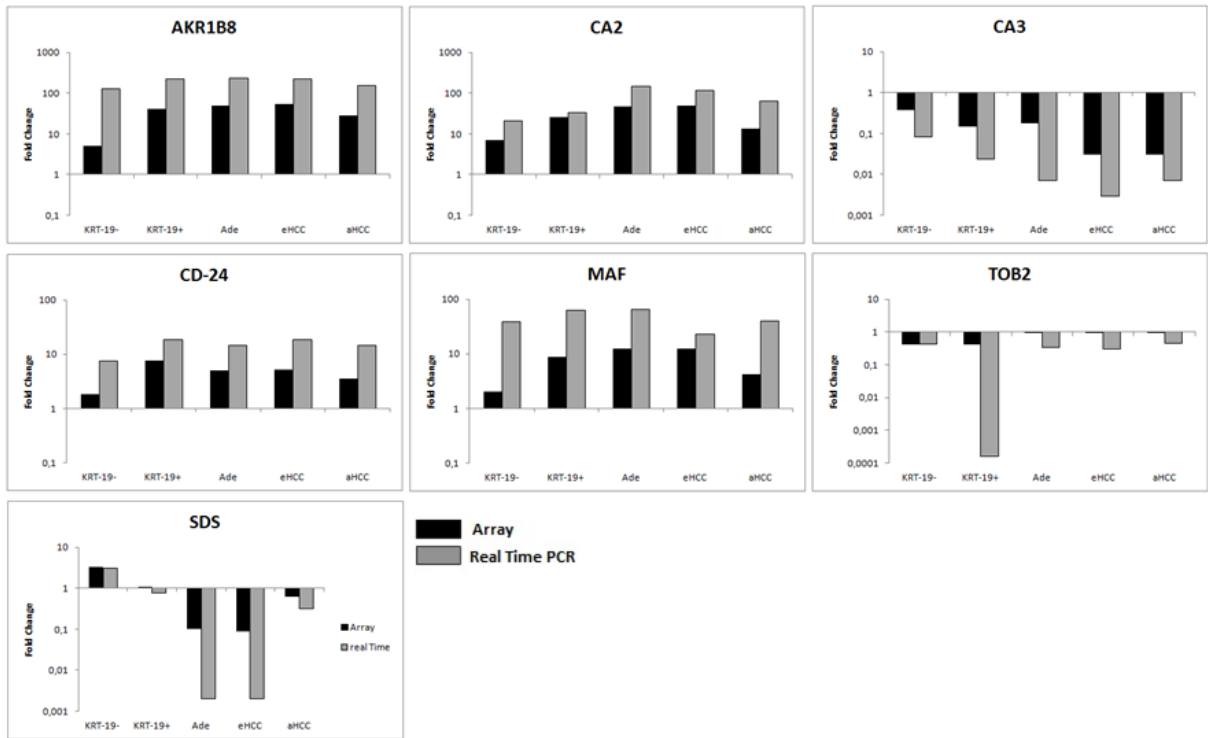 AKR1B8
1000
100
10
1
0,1
Fold Change
KRT-19- KRT-19+ Ade eHCC aHCC
CA2
1000
100
10
1
0,1
Fold Change
KRT-19- KRT-19+ Ade eHCC aHCC
CA3
10
1
0,1
0,01
0,001
Fold Change
KRT-19- KRT-19+ Ade eHCC aHCC
CD-24
100
10
1
0,1
Fold Change
KRT-19- KRT-19+ Ade eHCC aHCC
MAF
100
10
1
0,1
Fold Change
KRT-19- KRT-19+ Ade eHCC aHCC
TOB2
10
1
0,1
0,01
0,001
0,0001
Fold Change
KRT-19- KRT-19+ Ade eHCC aHCC
SDS
10
1
0,1
0,01
0,001
Fold Change
KRT-19- KRT-19+ Ade eHCC aHCC
Array
real Time
Array
Real Time PCR